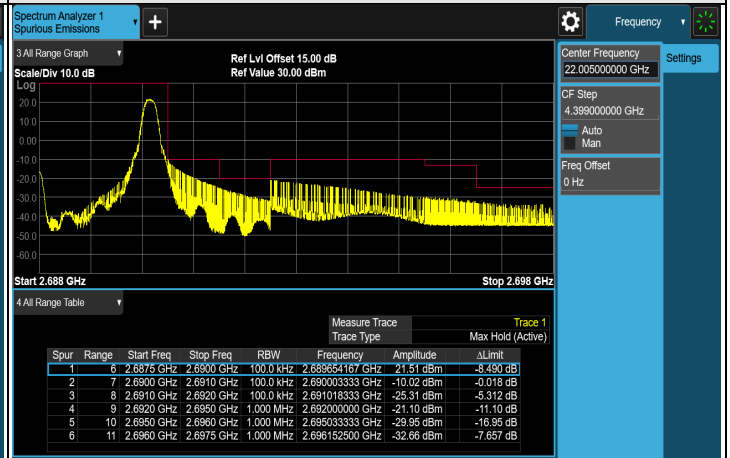 Spectrum Analyzer 1
Spurious Emissions
+
Frequency
3 All Range Graph
Ref Lvl Offset 15.00 dB
Scale/Div 10.0 dB
Ref Value 30.00 dBm
Log
20.0
10.0
0.00
-10.0
-20.0
-30.0
-40.0
-50.0
-60.0
Start 2.688 GHz
Stop 2.698 GHz
Center Frequency
22.005000000 GHz
Settings
CF Step
4.399000000 GHz
Auto
Man
Freq Offset
0 Hz
4 All Range Table
Measure Trace Trace 1
Trace Type Max Hold (Active)
Spur Range Start Freq Stop Freq RBW Frequency Amplitude ΔLimit
1 6 2.6875 GHz 2.6900 GHz 100.0 kHz 2.689654167 GHz 21.51 dBm -8.490 dB
2 7 2.6900 GHz 2.6910 GHz 100.0 kHz 2.690003333 GHz -10.02 dBm -0.018 dB
3 8 2.6910 GHz 2.6920 GHz 100.0 kHz 2.691018333 GHz -25.31 dBm -5.312 dB
4 9 2.6920 GHz 2.6950 GHz 1.000 MHz 2.692000000 GHz -21.10 dBm -11.10 dB
5 10 2.6950 GHz 2.6960 GHz 1.000 MHz 2.695033333 GHz -29.95 dBm -16.95 dB
6 11 2.6960 GHz 2.6975 GHz 1.000 MHz 2.696152500 GHz -32.66 dBm -7.657 dB